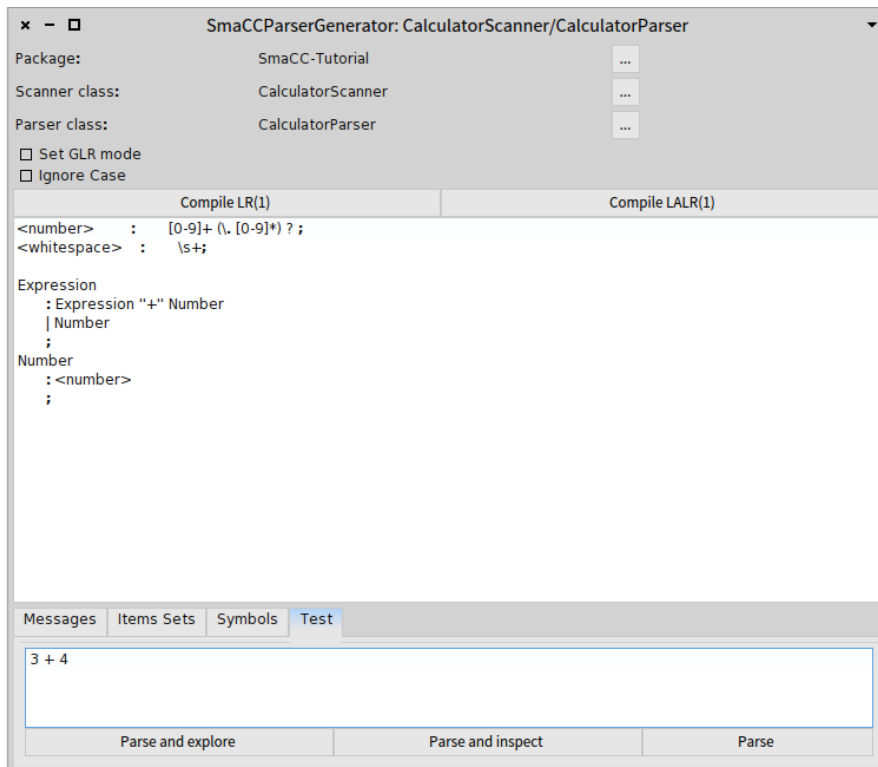 SmaCCParserGenerator: CalculatorScanner/CalculatorParser
Package: SmaCC-Tutorial ...
Scanner class: CalculatorScanner ...
Parser class: CalculatorParser ...
Set GLR mode
Ignore Case
Compile LR(1) Compile LALR(1)
<number> : [0-9]+ (\. [0-9]*) ? ;
<whitespace> : \s+;
Expression
: Expression "+" Number
| Number
;
Number
: <number>
;
Messages Items Sets Symbols Test
3 + 4
Parse and explore Parse and inspect Parse